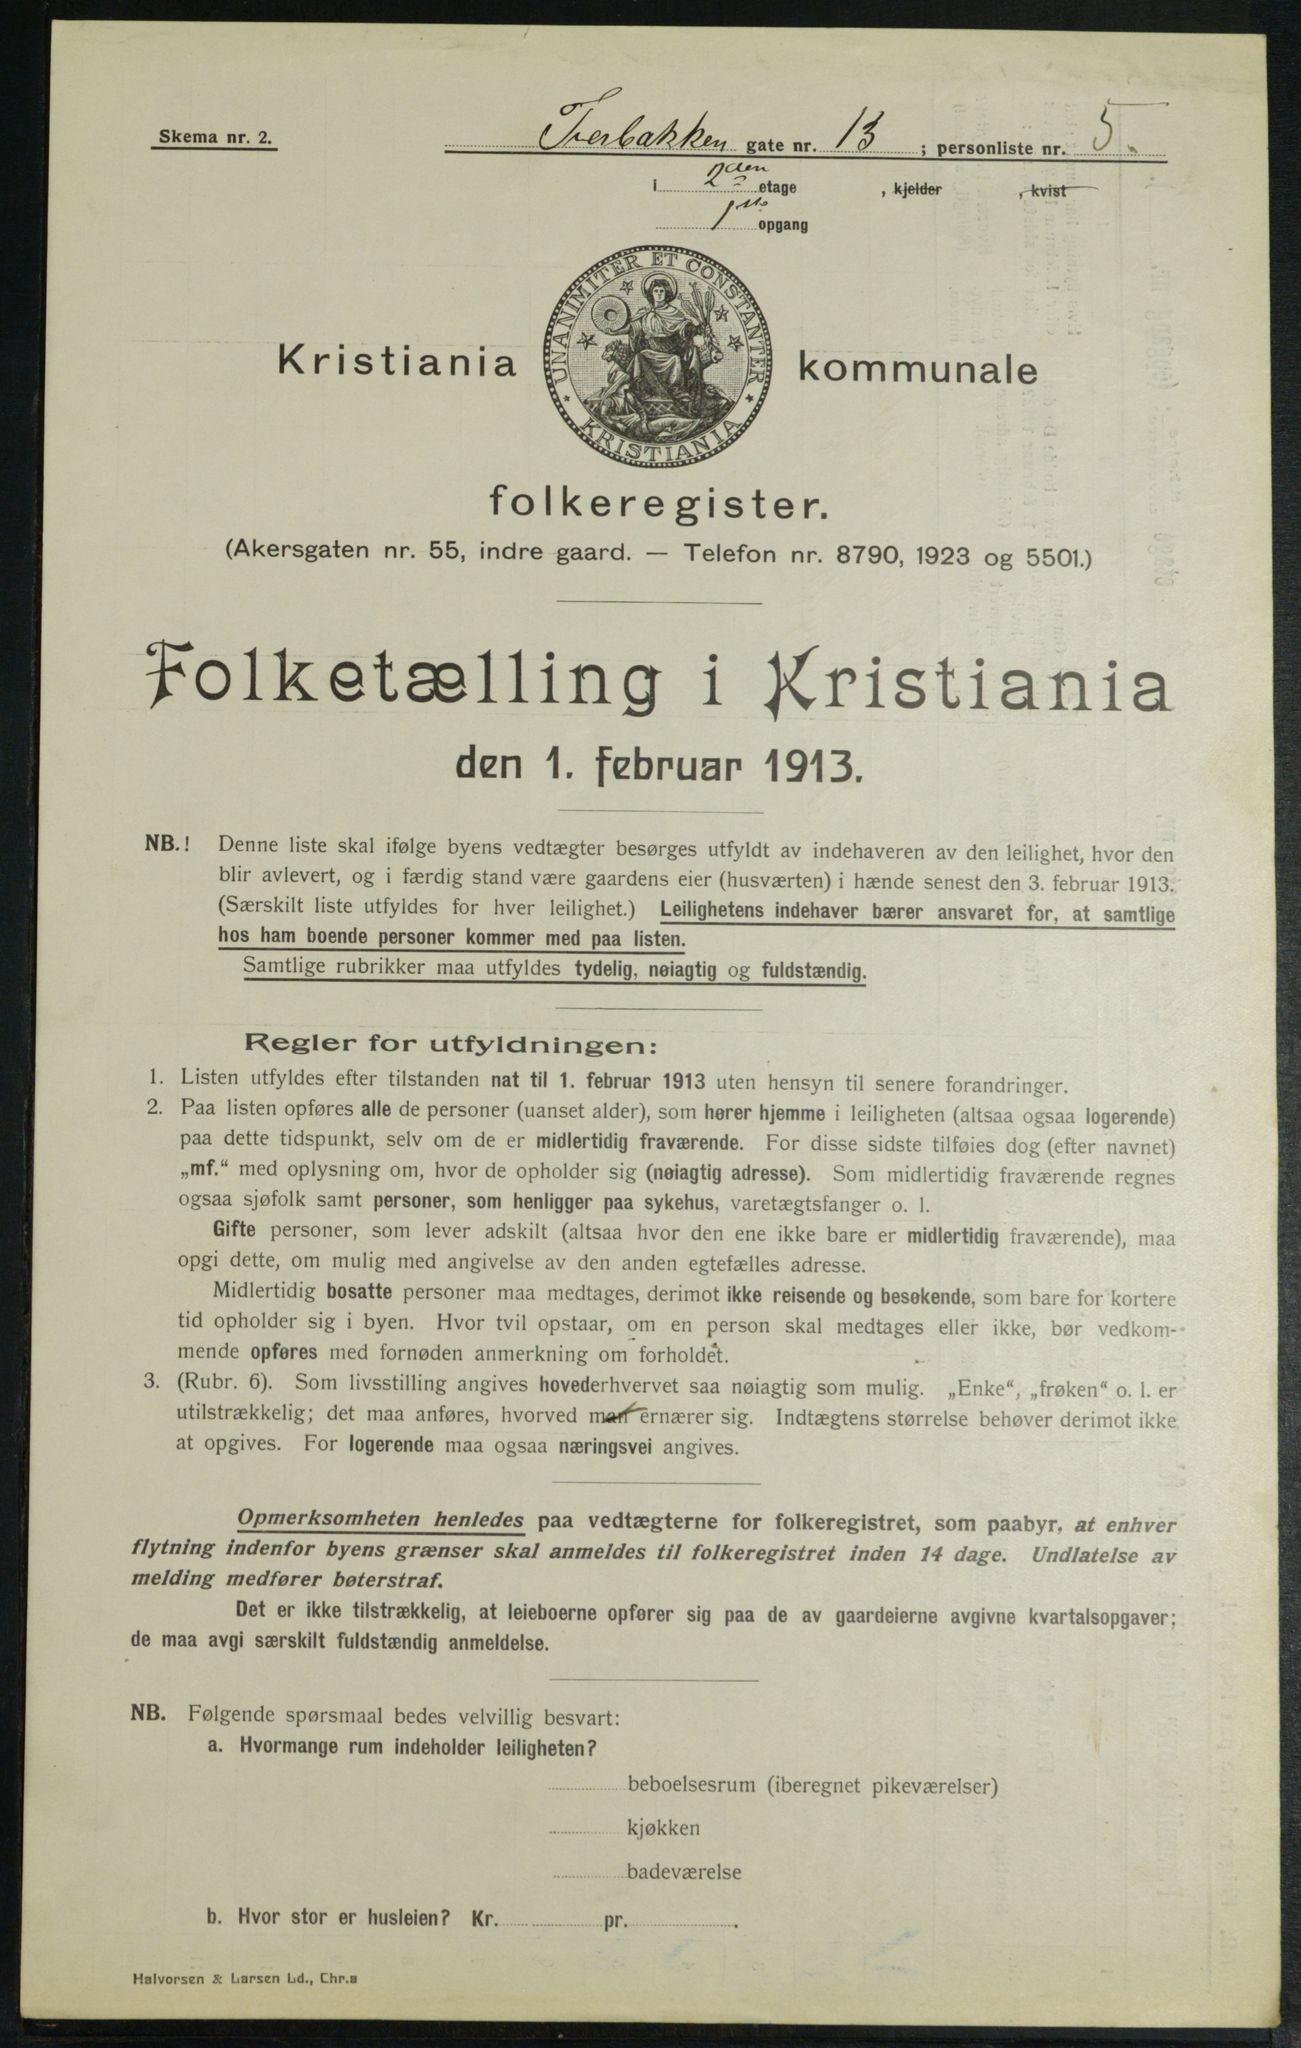 Skema nr. 2.
Tverbakken gate nr. 13 ; personliste nr. 5.
i 2den etage , kjelder , kvist
1ste opgang
UNANIMITER ET CONSTANTER
KRISTIANIA
Kristiania kommunale
folkeregister.
(Akersgaten nr. 55, indre gaard. — Telefon nr. 8790, 1923 og 5501.)
Folketælling i Kristiania
den 1. februar 1913.
NB.! Denne liste skal ifølge byens vedtægter besørges utfyldt av indehaveren av den leilighet, hvor den
blir avlevert, og i færdig stand være gaardens eier (husværten) i hænde senest den 3. februar 1913.
(Særskilt liste utfyldes for hver leilighet.) Leilighetens indehaver bærer ansvaret for, at samtlige
hos ham boende personer kommer med paa listen.
Samtlige rubrikker maa utfyldes tydelig, nøiagtig og fuldstændig.
Regler for utfyldningen:
1. Listen utfyldes efter tilstanden nat til 1. februar 1913 uten hensyn til senere forandringer.
2. Paa listen opføres alle de personer (uanset alder), som hører hjemme i leiligheten (altsaa ogsaa logerende)
paa dette tidspunkt, selv om de er midlertidig fraværende. For disse sidste tilføies dog (efter navnet)
„mf.“ med oplysning om, hvor de opholder sig (nøiagtig adresse). Som midlertidig fraværende regnes
ogsaa sjøfolk samt personer, som henligger paa sykehus, varetægtsfanger o. l.
Gifte personer, som lever adskilt (altsaa hvor den ene ikke bare er midlertidig fraværende), maa
opgi dette, om mulig med angivelse av den anden egtefælles adresse.
Midlertidig bosatte personer maa medtages, derimot ikke reisende og besøkende, som bare for kortere
tid opholder sig i byen. Hvor tvil opstaar, om en person skal medtages eller ikke, bør vedkom-
mende opføres med fornøden anmerkning om forholdet.
3. (Rubr. 6). Som livsstilling angives hovederhvervet saa nøiagtig som mulig. „Enke“, „frøken“ o. l. er
utilstrækkelig; det maa anføres, hvorved man ernærer sig. Indtægtens størrelse behøver derimot ikke
at opgives. For logerende maa ogsaa næringsvei angives.
Opmerksomheten henledes paa vedtægterne for folkeregistret, som paabyr, at enhver
flytning indenfor byens grænser skal anmeldes til folkeregistret inden 14 dage. Undlatelse av
melding medfører bøterstraf.
Det er ikke tilstrækkelig, at leieboerne opfører sig paa de av gaardeierne avgivne kvartalsopgaver;
de maa avgi særskilt fuldstændig anmeldelse.
NB. Følgende spørsmaal bedes velvillig besvart:
a. Hvormange rum indeholder leiligheten?
beboelsesrum (iberegnet pikeværelser)
kjøkken
badeværelse
b. Hvor stor er husleien? Kr. pr. .
Halvorsen & Larsen Ld., Chr.a